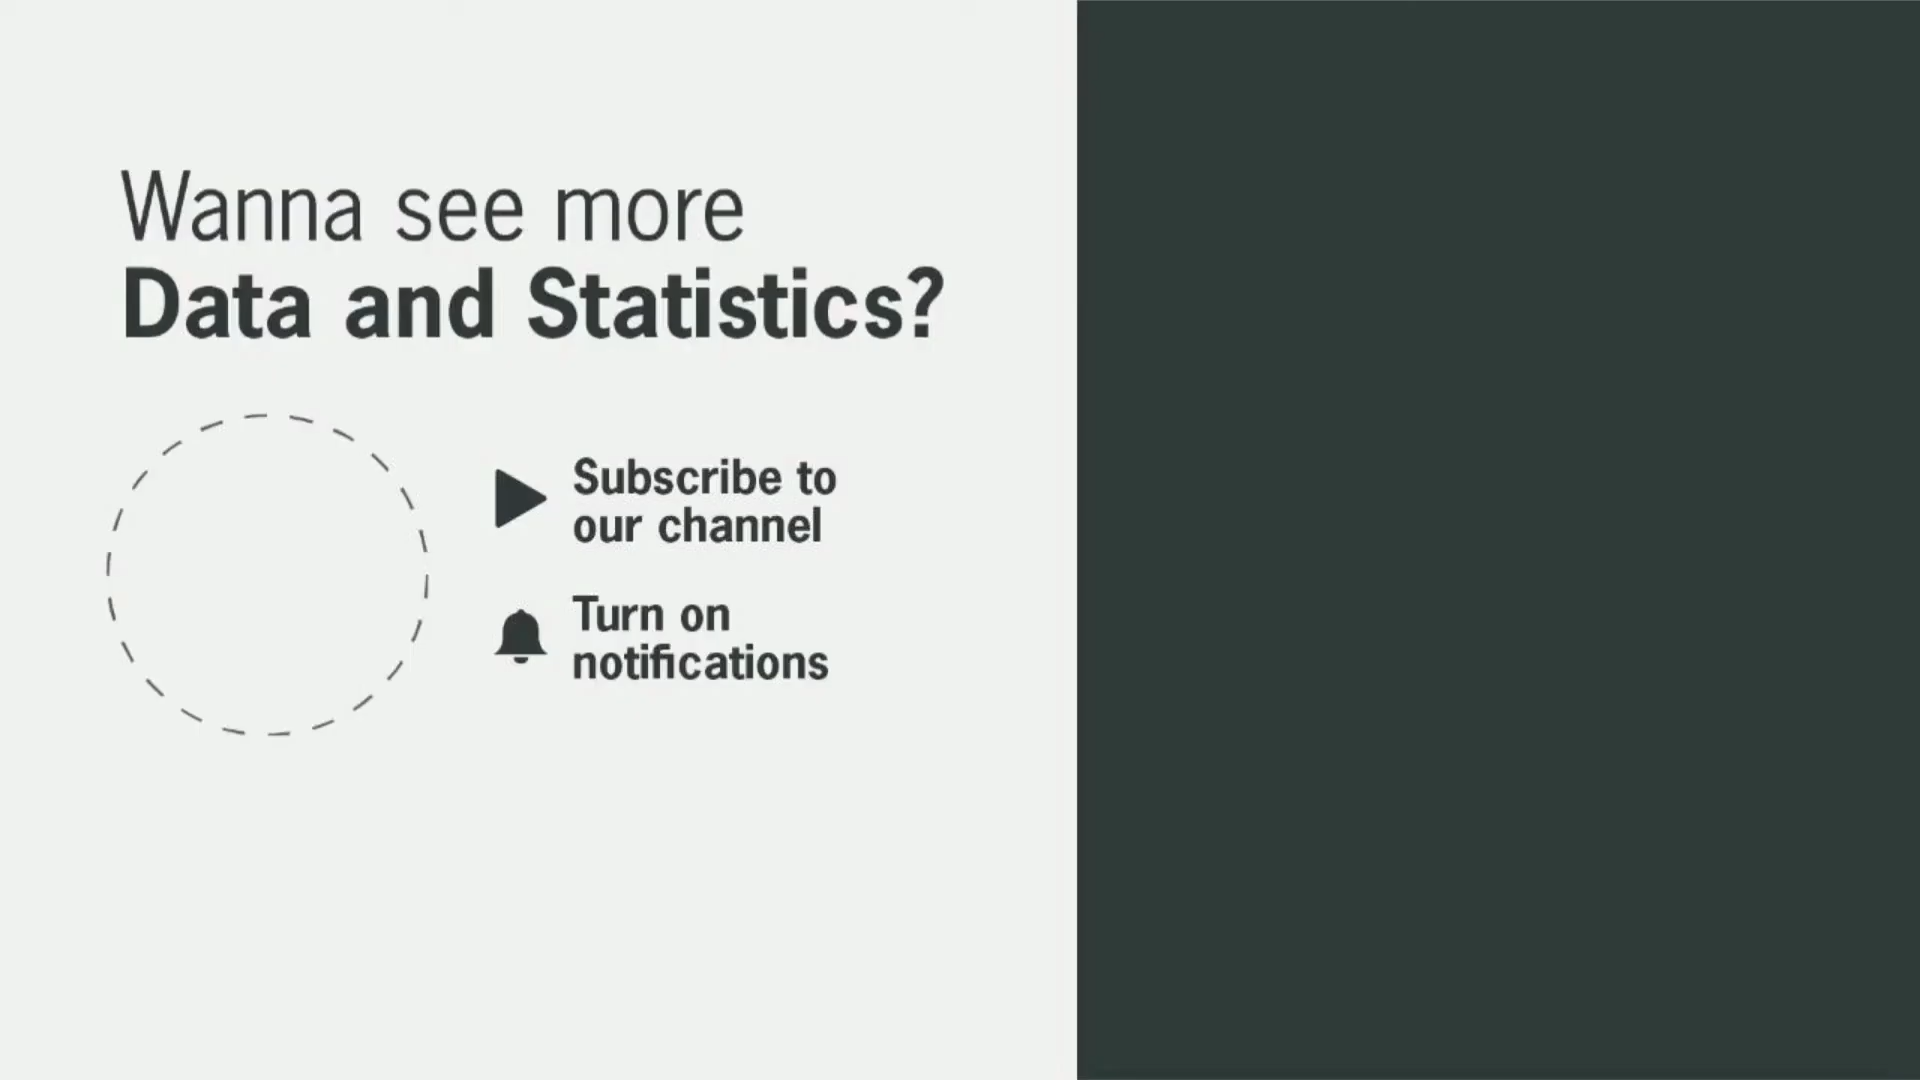 Wanna see more
Data and Statistics?
Subscribe to
our channel
Turn on
notifications